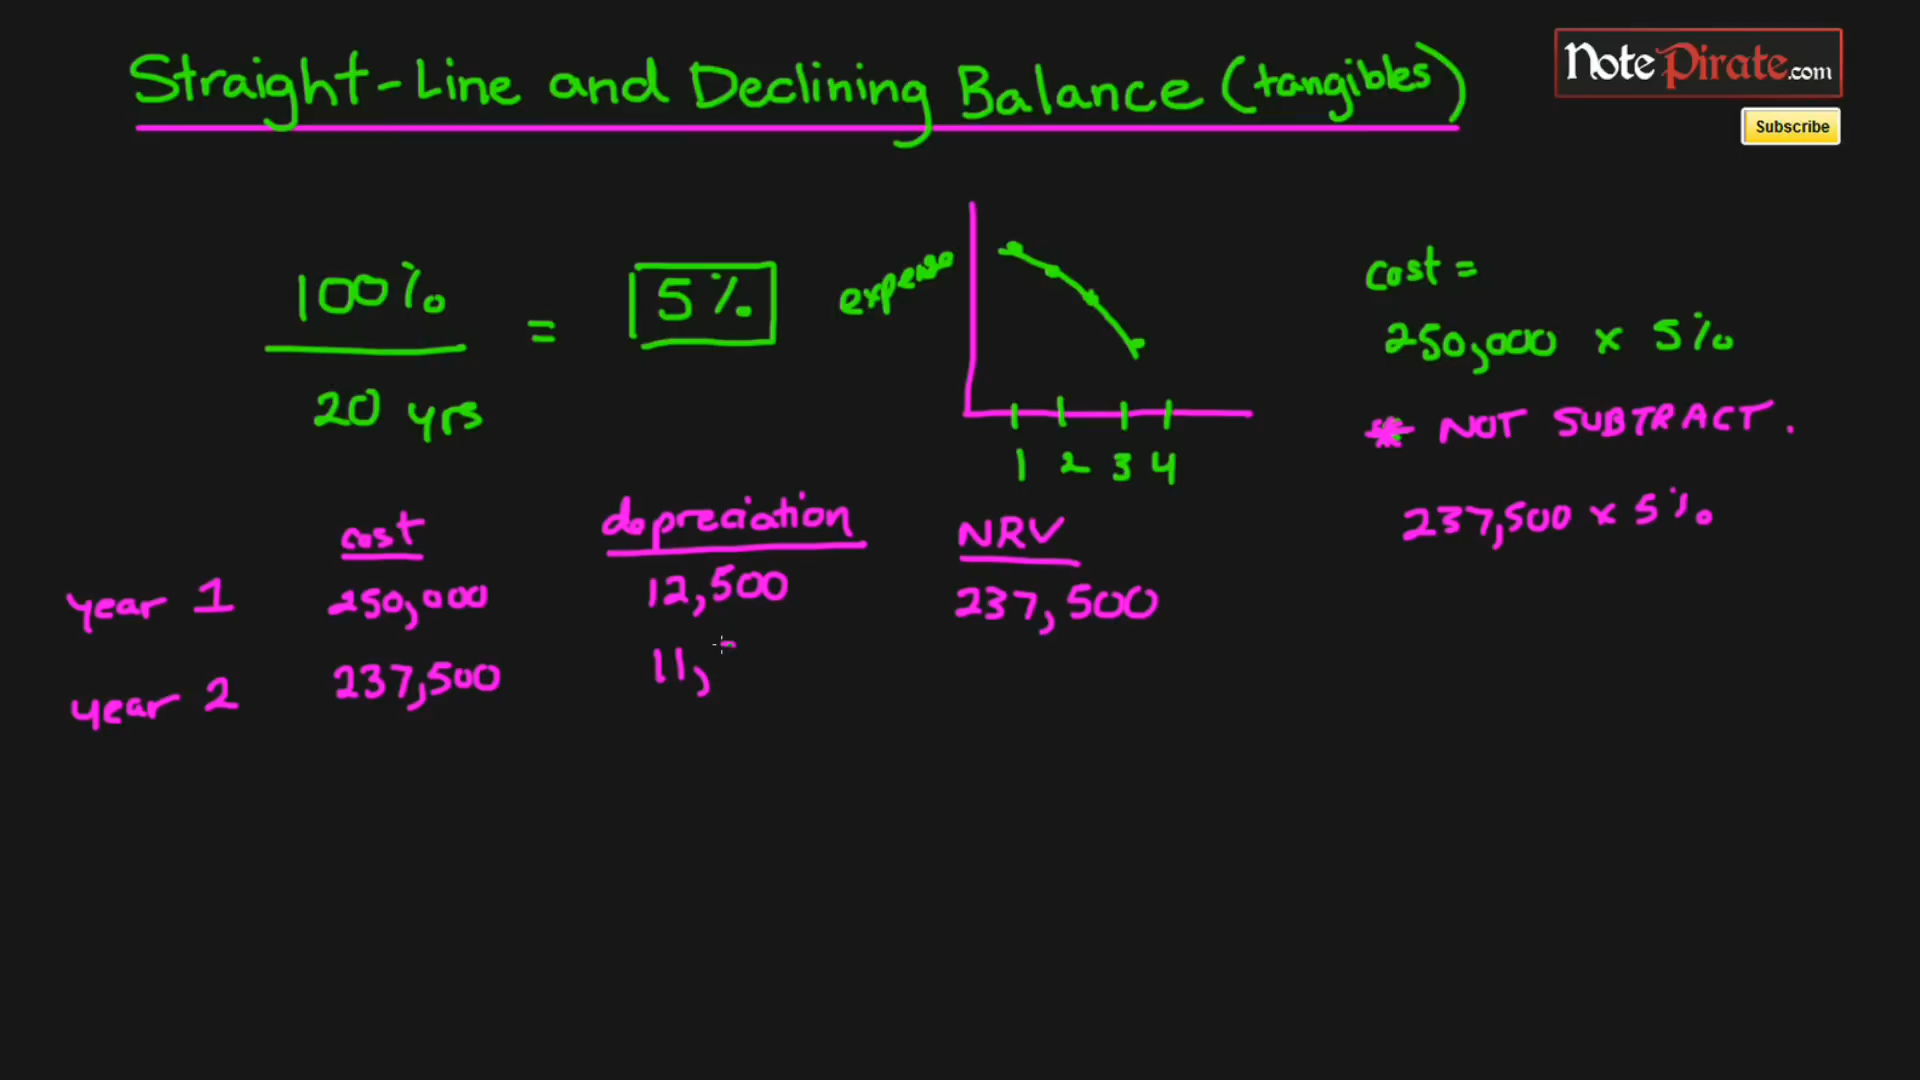 Straight-Line and Declining Balance (tangibles)
NotePirate.com
Subscribe
100%
20 yrs
=
5%
expense
1 2 3 4
cost =
250,000 x 5%
* NOT SUBTRACT.
237,500 x 5%
cost depreciation NRV
year 1 250,000 12,500 237,500
year 2 237,500 11,